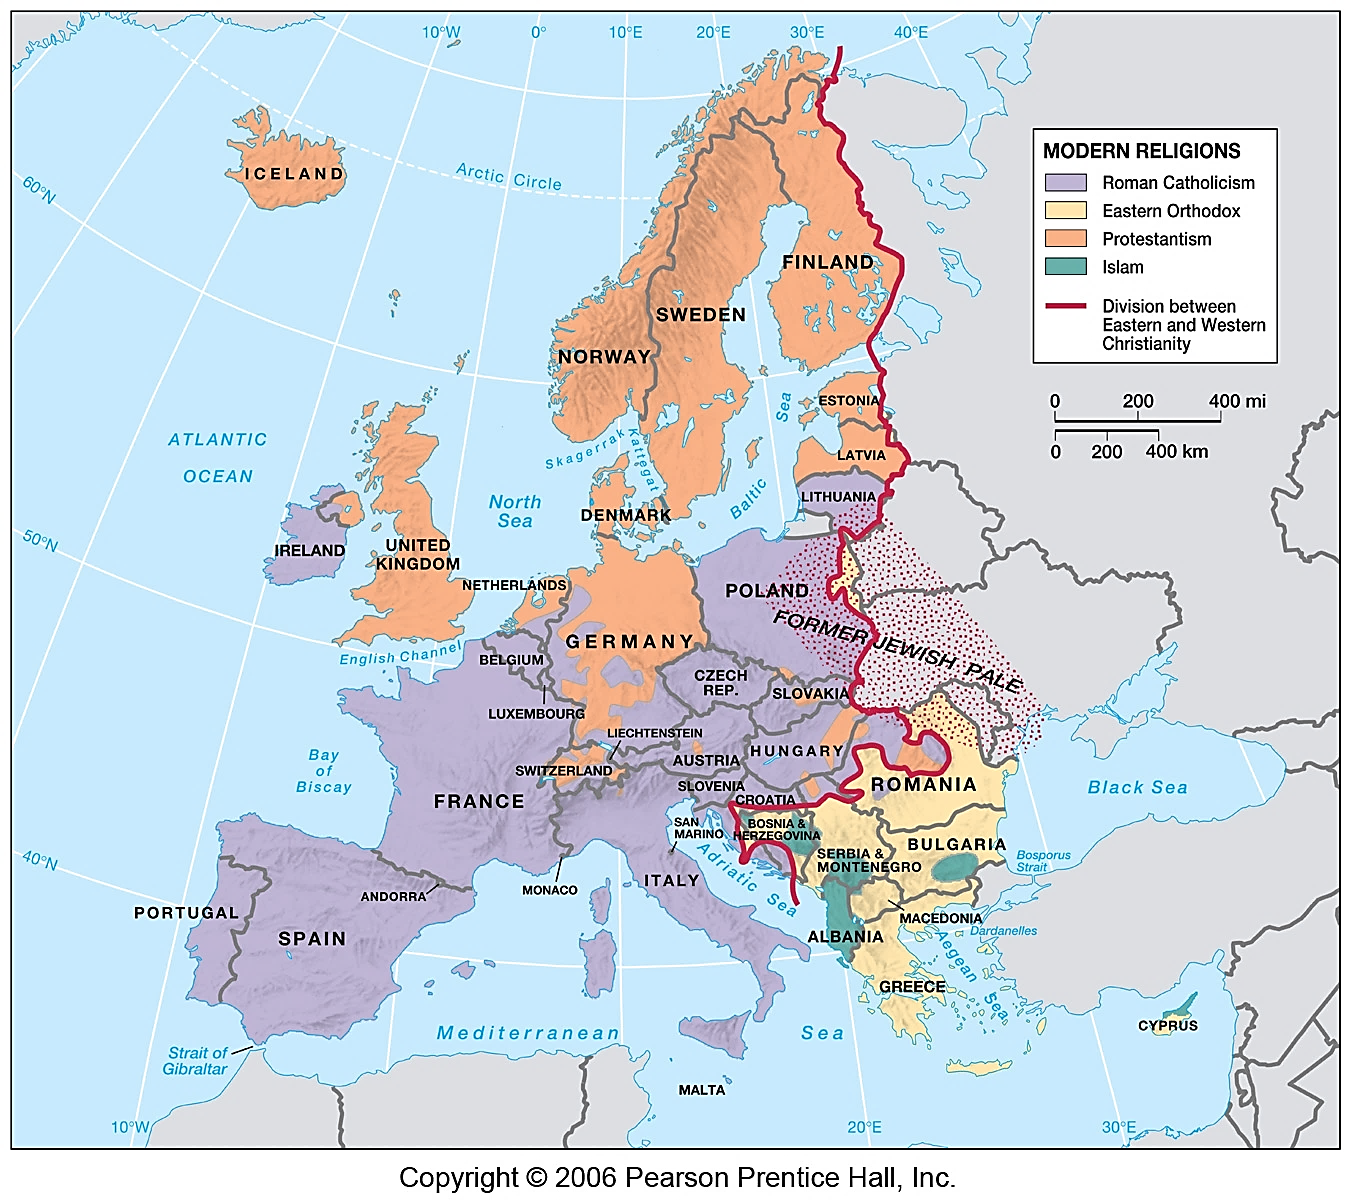 10°W
0°
10°E
20°E
30°E
40°E
60°N
50°N
40°N
10°W
20°E
30°E
MODERN RELIGIONS
Roman Catholicism
Eastern Orthodox
Protestantism
Islam
Division between
Eastern and Western
Christianity
0 200 400 mi
0 200 400 km
ICELAND
Arctic Circle
FINLAND
SWEDEN
NORWAY
ESTONIA
LATVIA
LITHUANIA
Baltic Sea
Skagerrak
Kattegat
ATLANTIC
OCEAN
North
Sea
DENMARK
IRELAND
UNITED
KINGDOM
NETHERLANDS
POLAND
FORMER JEWISH PALE
GERMANY
English Channel
BELGIUM
LUXEMBOURG
CZECH
REP.
SLOVAKIA
LIECHTENSTEIN
SWITZERLAND
AUSTRIA
HUNGARY
SLOVENIA
CROATIA
ROMANIA
Bay
of
Biscay
FRANCE
Black Sea
SAN
MARINO
BOSNIA &
HERZEGOVINA
SERBIA &
MONTENEGRO
BULGARIA
Bosporus
Strait
Adriatic Sea
MONACO
ITALY
ANDORRA
PORTUGAL
SPAIN
MACEDONIA
Dardanelles
ALBANIA
Aegean Sea
GREECE
CYPRUS
Mediterranean Sea
Strait of
Gibraltar
MALTA
Copyright © 2006 Pearson Prentice Hall, Inc.